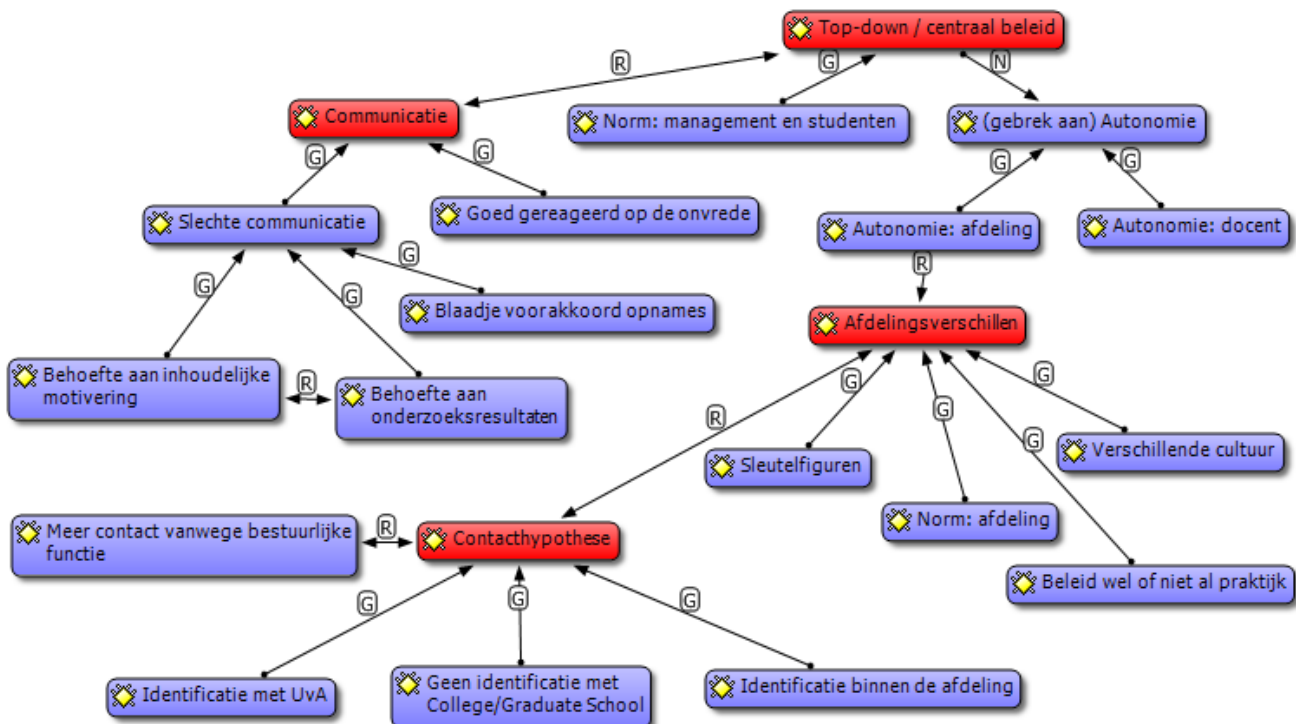 Top-down / centraal beleid
R
G
N
Communicatie
Norm: management en studenten
(gebrek aan) Autonomie
G
G
G
G
Slechte communicatie
Goed gereageerd op de onvrede
Autonomie: afdeling
Autonomie: docent
G
R
G
G
Blaadje voorakkoord opnames
Afdelingsverschillen
Behoefte aan inhoudelijke
motivering
R
Behoefte aan
onderzoeksresultaten
G
G
R
G
G
Sleutelfiguren
Verschillende cultuur
Norm: afdeling
Meer contact vanwege bestuurlijke
functie
R
Contacthypothese
Beleid wel of niet al praktijk
G
G
G
Identificatie met UvA
Geen identificatie met
College/Graduate School
Identificatie binnen de afdeling